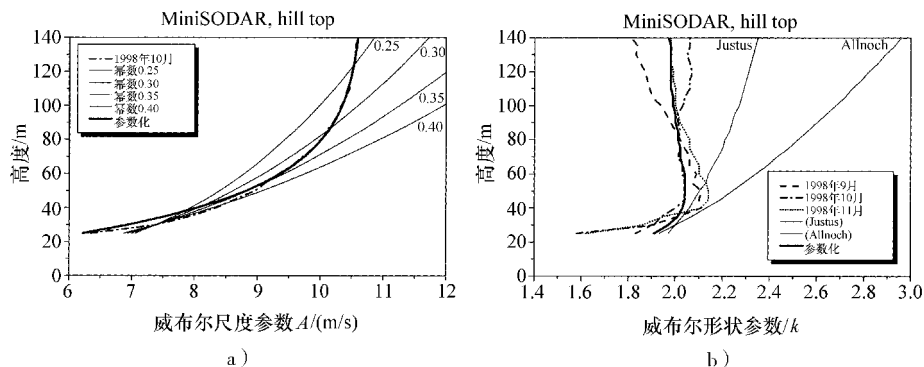 MiniSODAR, hill top
140
120
100
80
60
40
20
0
高度/m
1998年10月
幂数0.25
幂数0.30
幂数0.35
幂数0.40
参数化
0.25
0.30
0.35
0.40
6
7
8
9
10
11
12
威布尔尺度参数A/(m/s)
a）
MiniSODAR, hill top
140
120
100
80
60
40
20
0
高度/m
Justus
Allnoch
1998年9月
1998年10月
1998年11月
(Justus)
(Allnoch)
参数化
1.4
1.6
1.8
2.0
2.2
2.4
2.6
2.8
3.0
威布尔形状参数/k
b）